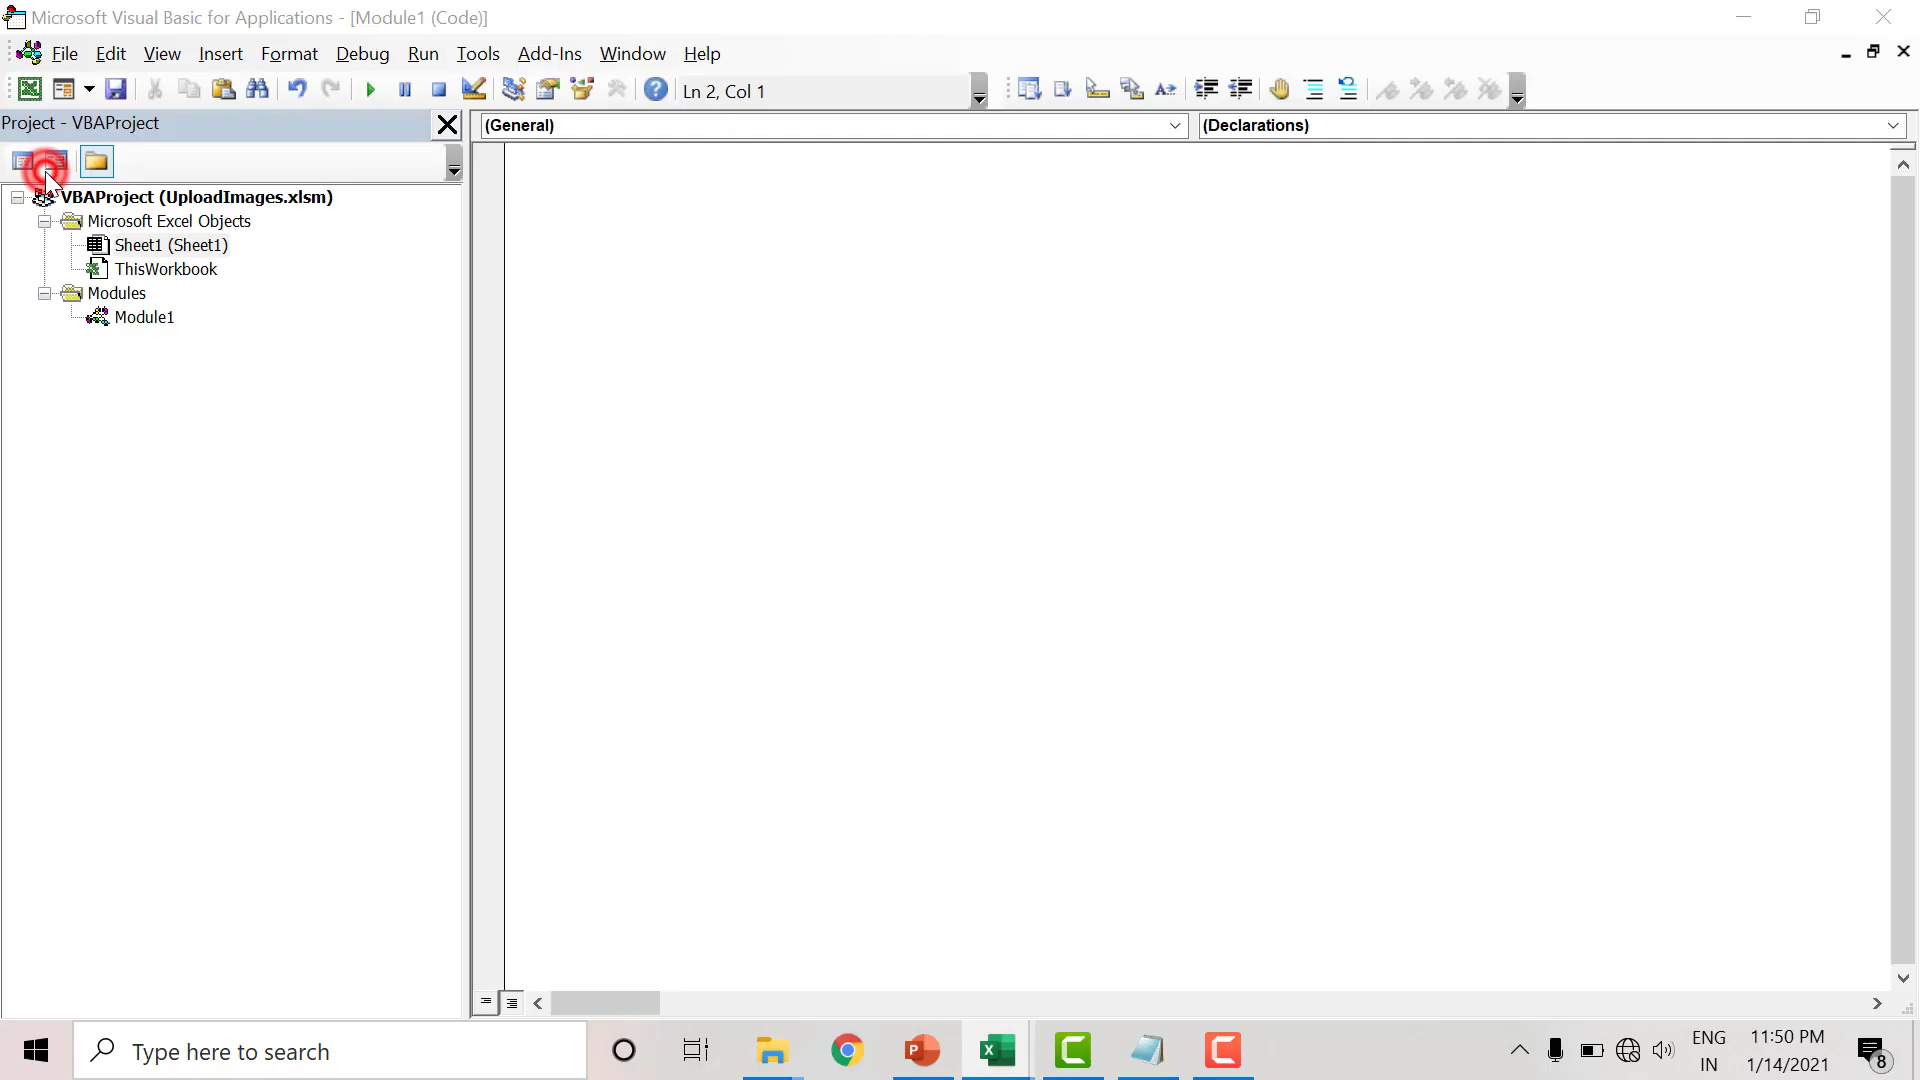 Microsoft Visual Basic for Applications - [Module1 (Code)]
File Edit View Insert Format Debug Run Tools Add-Ins Window Help
Ln 2, Col 1
Project - VBAProject
(General)
(Declarations)
VBAProject (UploadImages.xlsm)
Microsoft Excel Objects
Sheet1 (Sheet1)
ThisWorkbook
Modules
Module1
Type here to search
ENG
IN
11:50 PM
1/14/2021
8